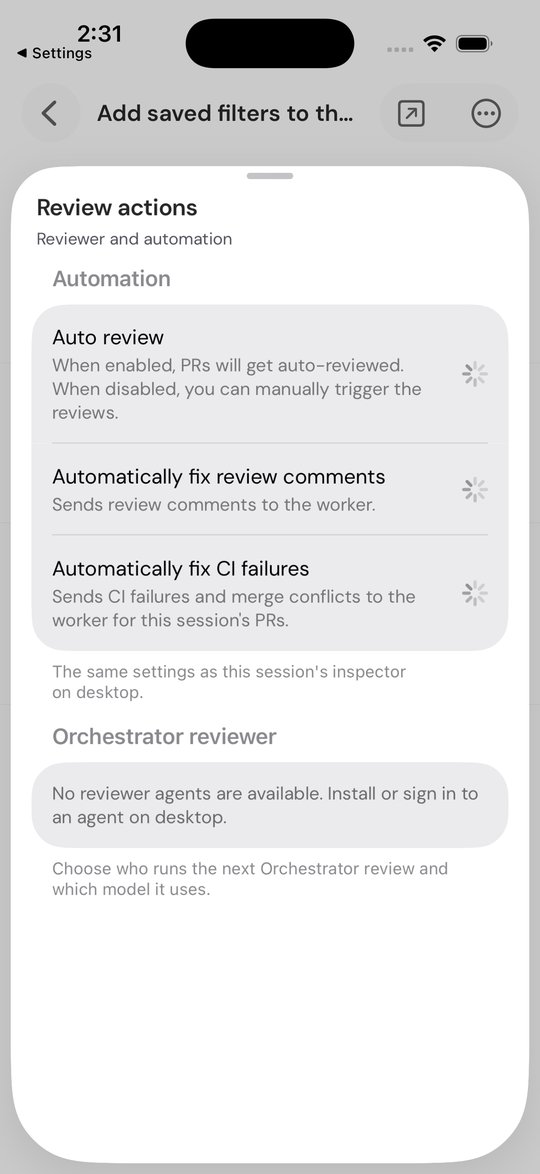 2:31
◀ Settings
Add saved filters to th...
Review actions
Reviewer and automation
Automation
Auto review
When enabled, PRs will get auto-reviewed.
When disabled, you can manually trigger the
reviews.
Automatically fix review comments
Sends review comments to the worker.
Automatically fix CI failures
Sends CI failures and merge conflicts to the
worker for this session's PRs.
The same settings as this session's inspector
on desktop.
Orchestrator reviewer
No reviewer agents are available. Install or sign in to
an agent on desktop.
Choose who runs the next Orchestrator review and
which model it uses.